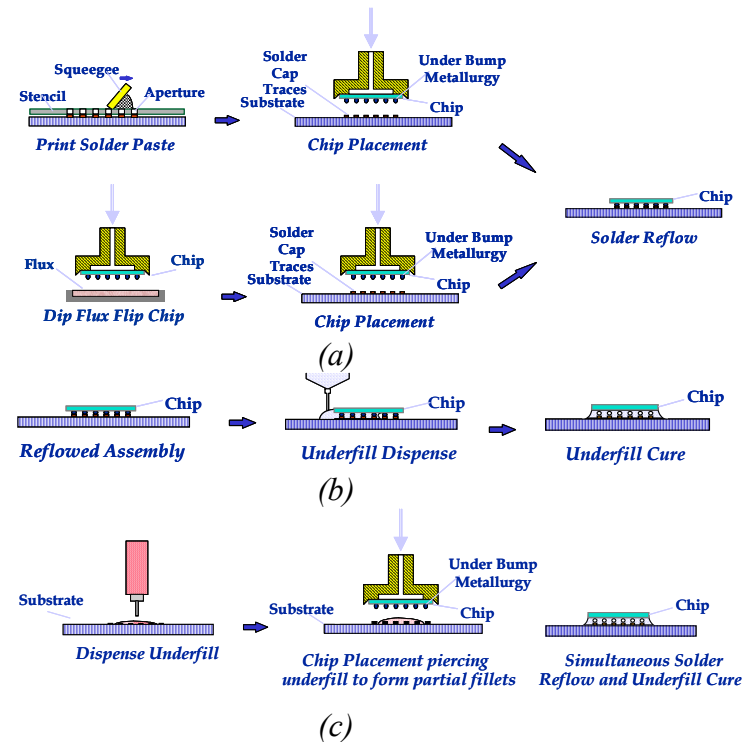 Squeegee
Stencil
Aperture
Print Solder Paste
Solder
Cap
Traces
Substrate
Under Bump
Metallurgy
Chip
Chip Placement
Chip
Solder Reflow
Flux
Chip
Dip Flux Flip Chip
Solder
Cap
Traces
Substrate
Under Bump
Metallurgy
Chip
Chip Placement
(a)
Chip
Reflowed Assembly
Chip
Underfill Dispense
Chip
Underfill Cure
(b)
Substrate
Dispense Underfill
Under Bump
Metallurgy
Substrate
Chip
Chip Placement piercing
underfill to form partial fillets
Chip
Simultaneous Solder
Reflow and Underfill Cure
(c)